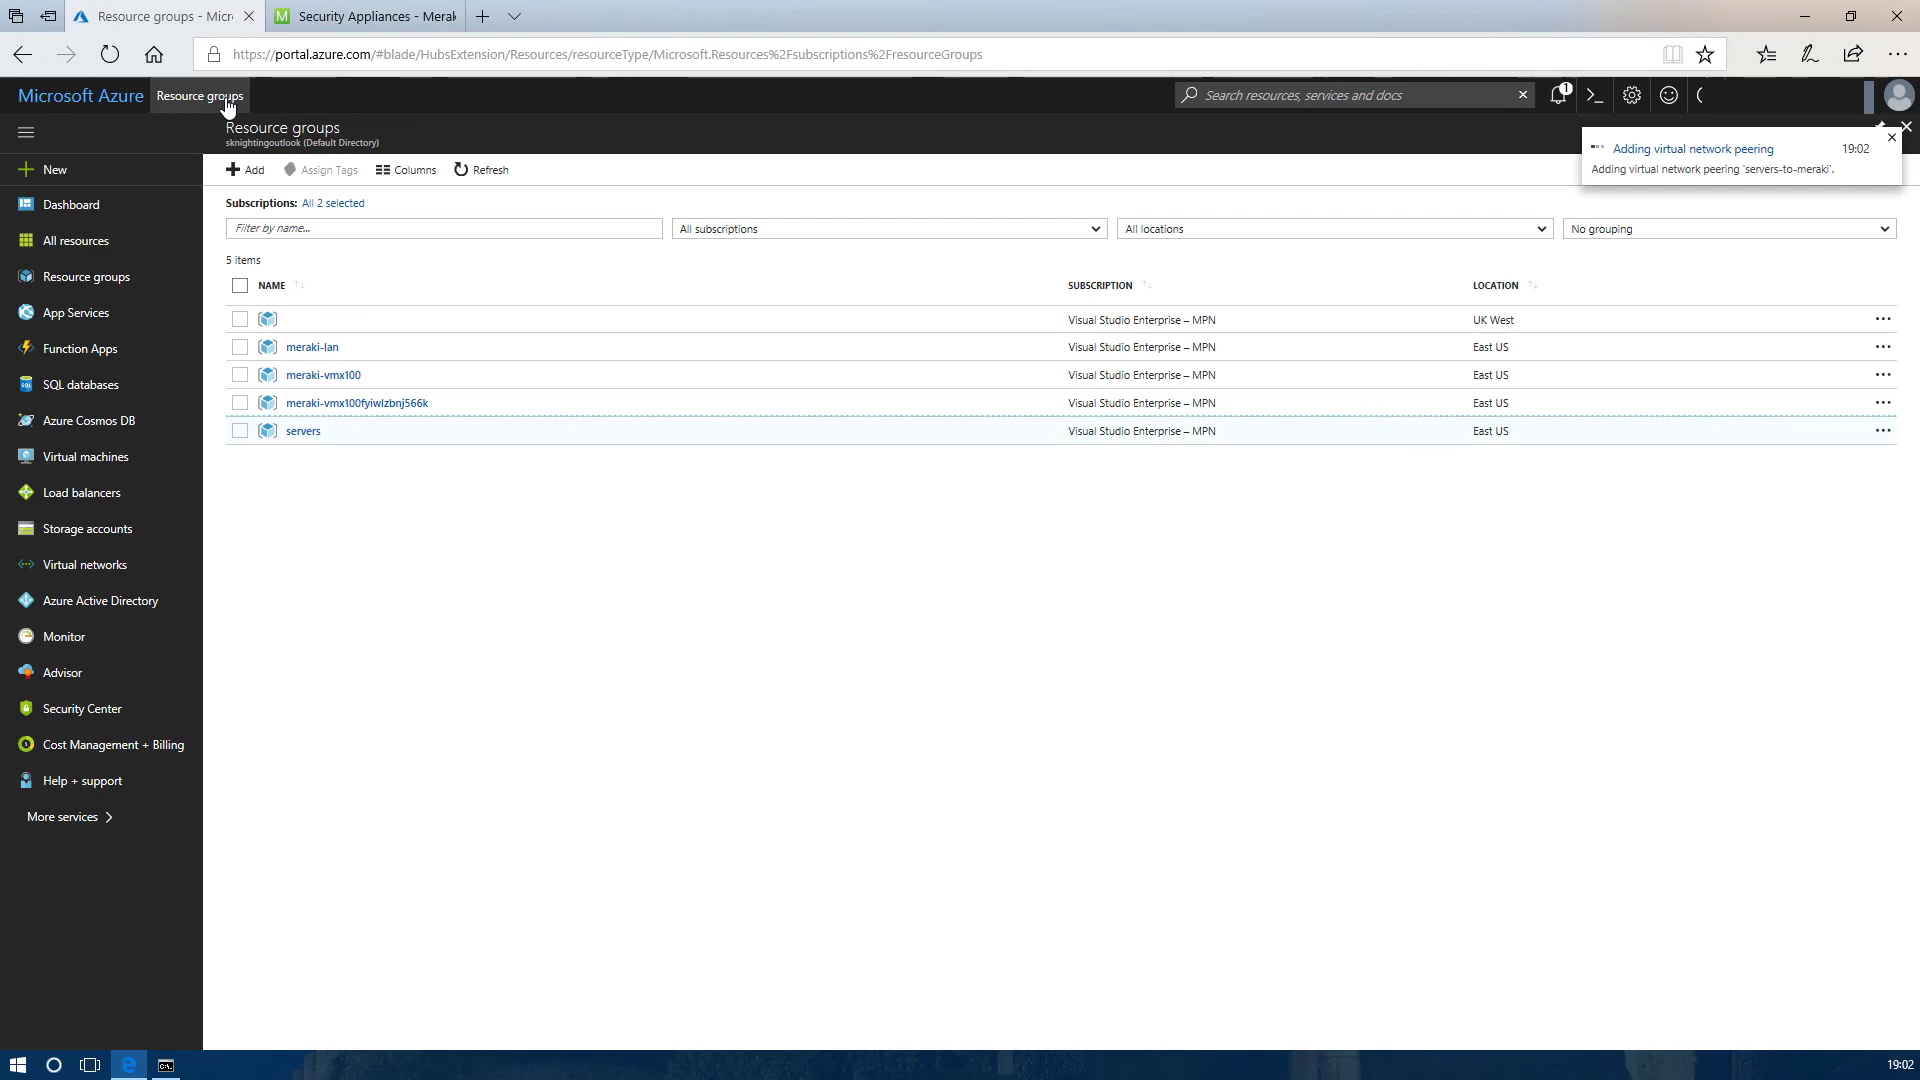 Resource groups - Micr
Security Appliances - Merak
https://portal.azure.com/#blade/HubsExtension/Resources/resourceType/Microsoft.Resources%2Fsubscriptions%2FresourceGroups
Microsoft Azure
Resource groups
Search resources, services and docs
1
Resource groups
sknightingoutlook (Default Directory)
Adding virtual network peering
19:02
Adding virtual network peering 'servers-to-meraki'.
New
Dashboard
All resources
Resource groups
App Services
Function Apps
SQL databases
Azure Cosmos DB
Virtual machines
Load balancers
Storage accounts
Virtual networks
Azure Active Directory
Monitor
Advisor
Security Center
Cost Management + Billing
Help + support
More services
Add
Assign Tags
Columns
Refresh
Subscriptions: All 2 selected
Filter by name...
All subscriptions
All locations
No grouping
5 items
NAME SUBSCRIPTION LOCATION
Visual Studio Enterprise – MPN UK West
meraki-lan Visual Studio Enterprise – MPN East US
meraki-vmx100 Visual Studio Enterprise – MPN East US
meraki-vmx100fyiwlzbnj566k Visual Studio Enterprise – MPN East US
servers Visual Studio Enterprise – MPN East US
19:02